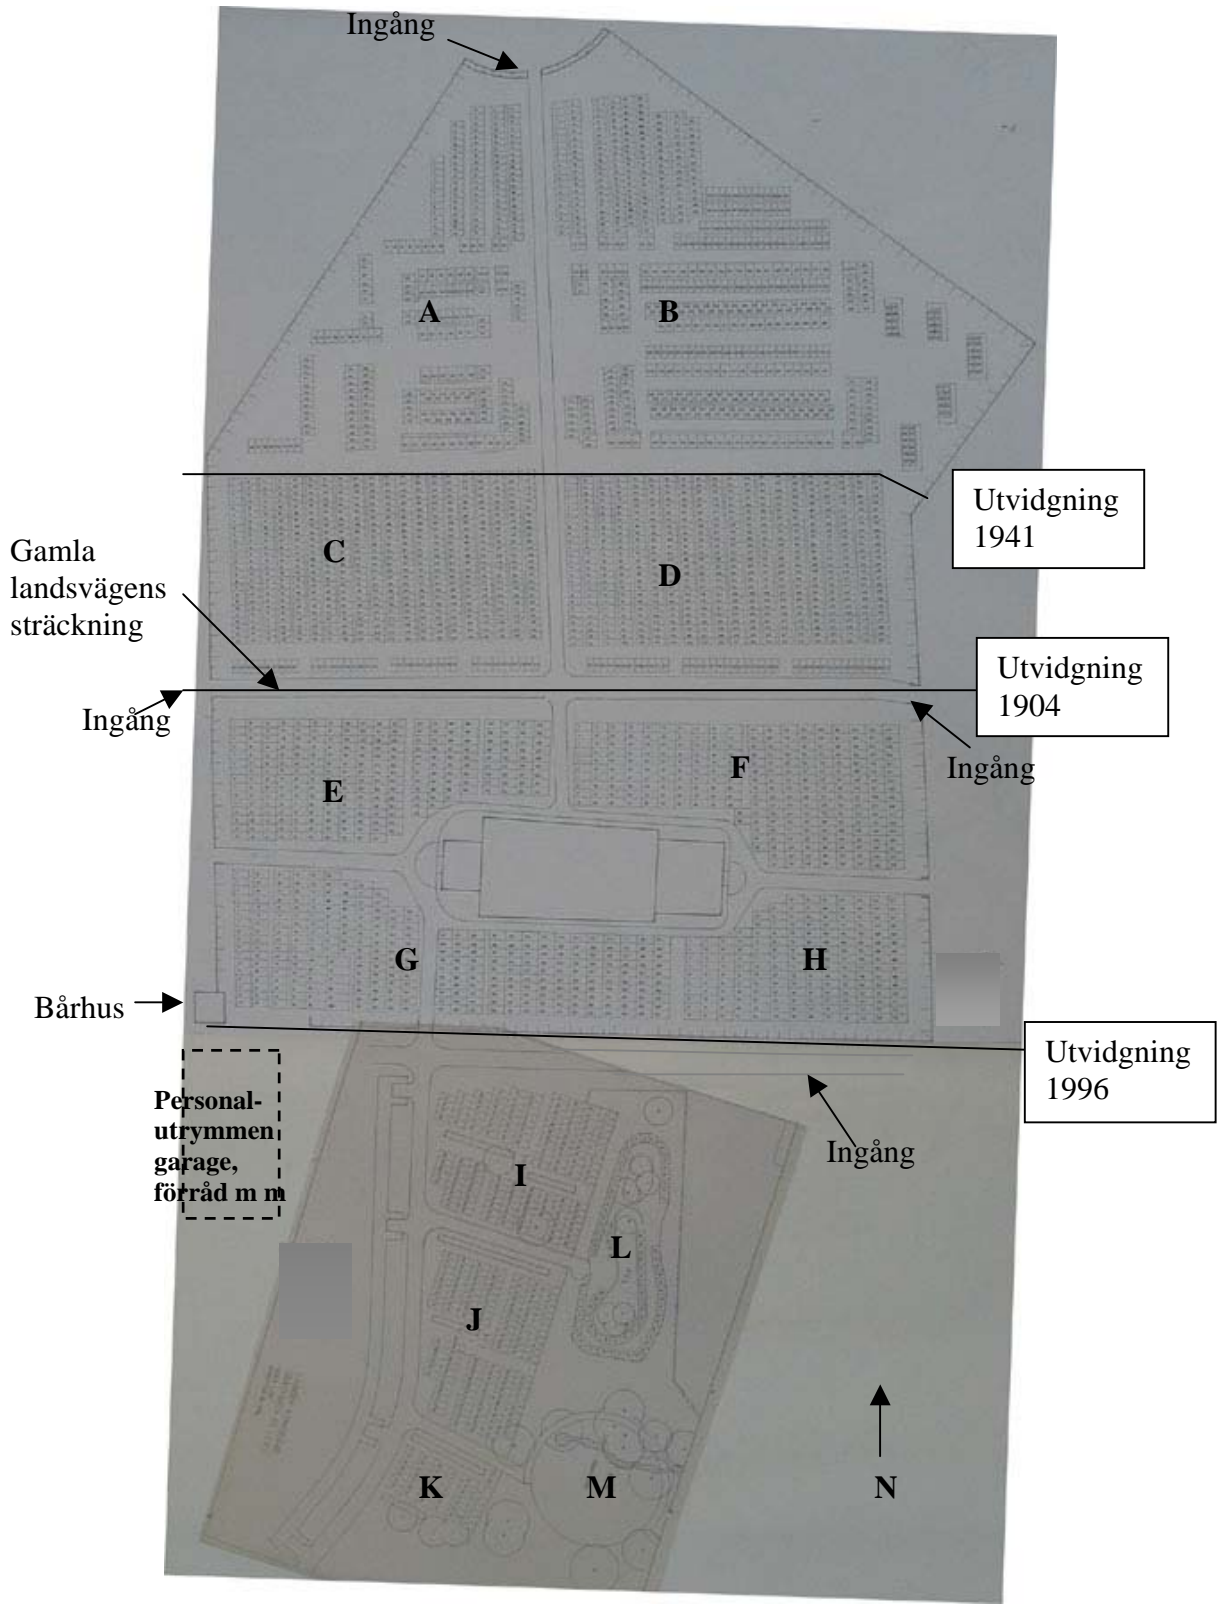 Ingång
A
B
Utvidgning
1941
C
D
Gamla
landsvägens
sträckning
Utvidgning
1904
Ingång
Ingång
E
F
G
H
Bårhus
Utvidgning
1996
Personal-
utrymmen
garage,
förråd m m
Ingång
I
L
J
K
M
N